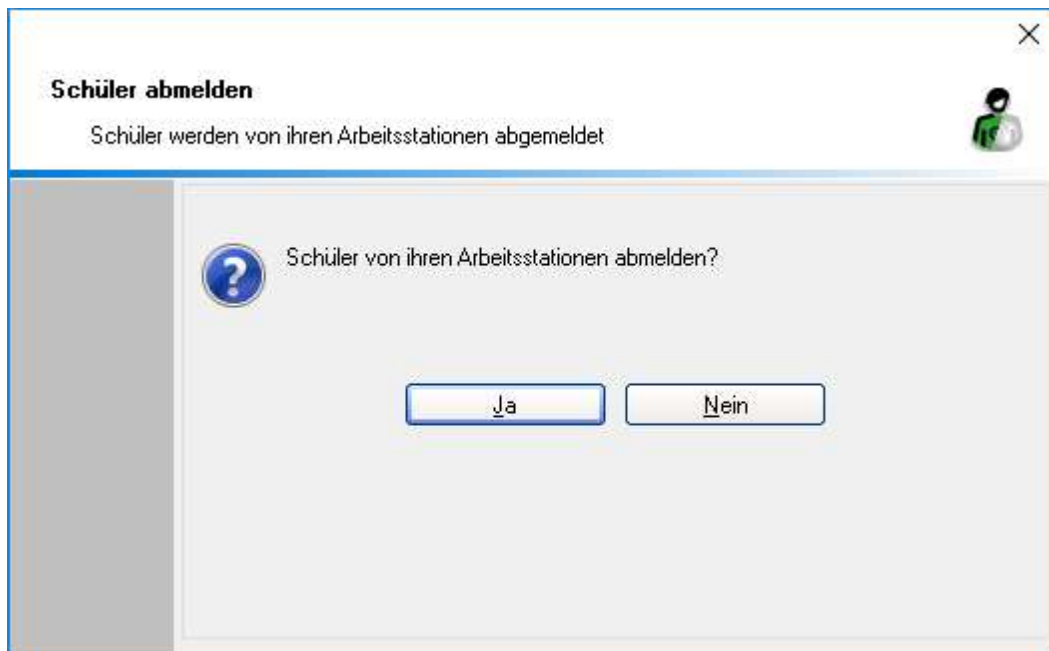 Schüler abmelden
Schüler werden von ihren Arbeitsstationen abgemeldet
Schüler von ihren Arbeitsstationen abmelden?
Ja
Nein